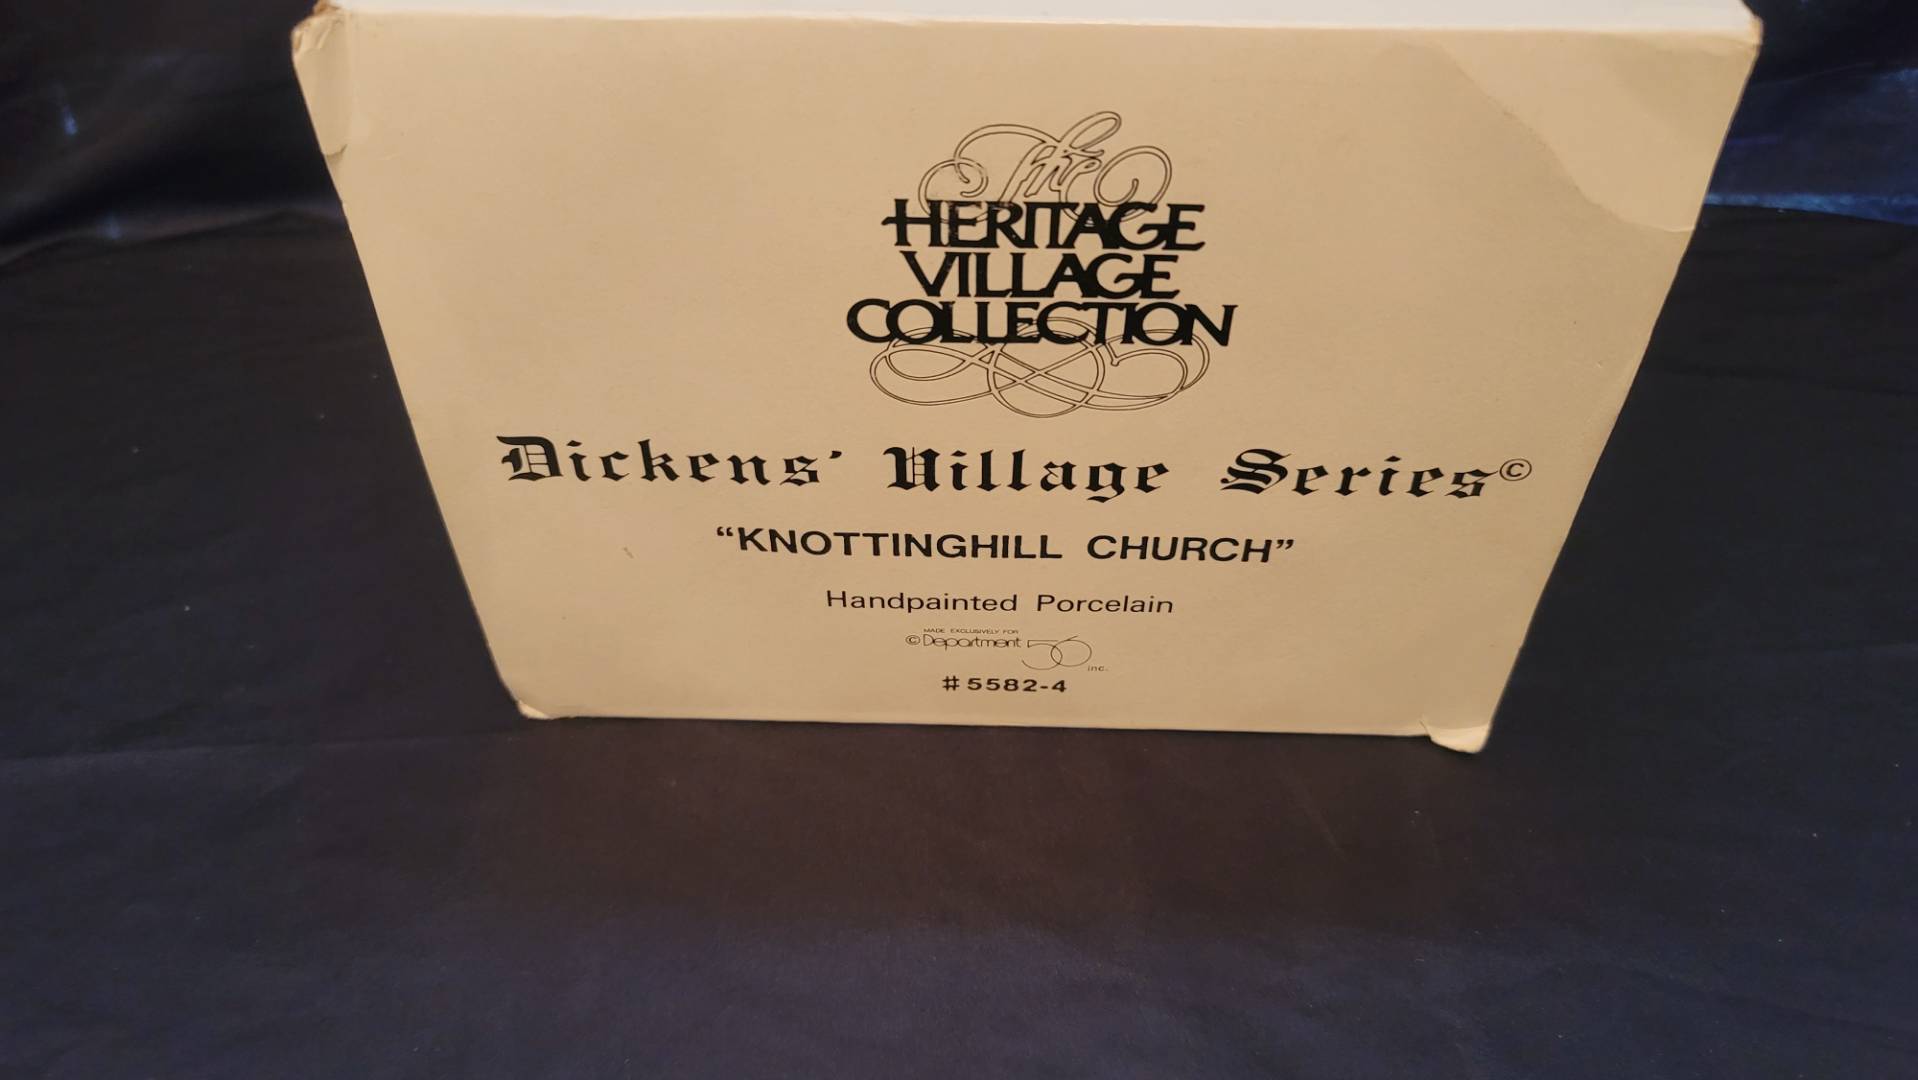 The
HERITAGE
VILLAGE
COLLECTION
Dickens' Village Series©
“KNOTTINGHILL CHURCH”
Handpainted Porcelain
MADE EXCLUSIVELY FOR
© Department 56 inc.
# 5582-4